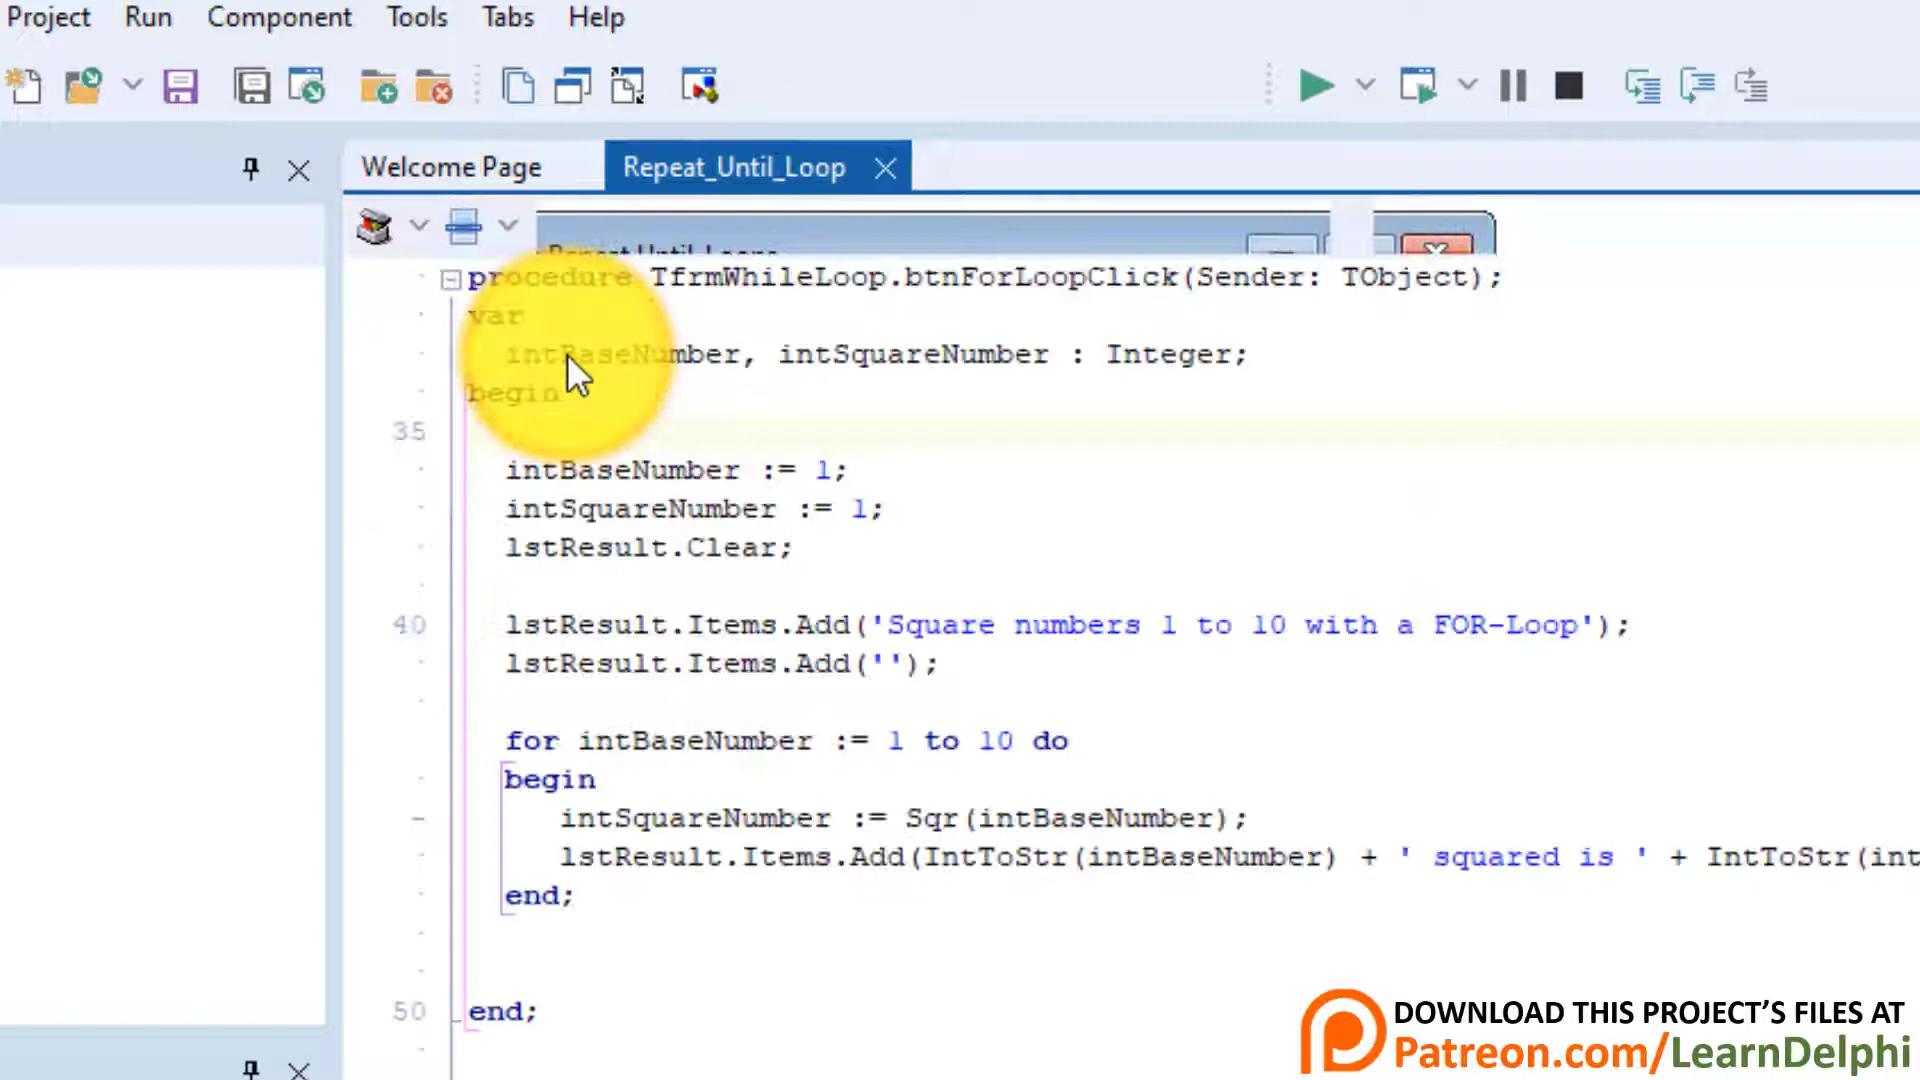 Project Run Component Tools Tabs Help
Welcome Page Repeat_Until_Loop
procedure TfrmWhileLoop.btnForLoopClick(Sender: TObject);
var
intBaseNumber, intSquareNumber : Integer;
begin
35
intBaseNumber := 1;
intSquareNumber := 1;
lstResult.Clear;
40 lstResult.Items.Add('Square numbers 1 to 10 with a FOR-Loop');
lstResult.Items.Add('');
for intBaseNumber := 1 to 10 do
begin
intSquareNumber := Sqr(intBaseNumber);
lstResult.Items.Add(IntToStr(intBaseNumber) + ' squared is ' + IntToStr(int
end;
50 end;
DOWNLOAD THIS PROJECT'S FILES AT
Patreon.com/LearnDelphi